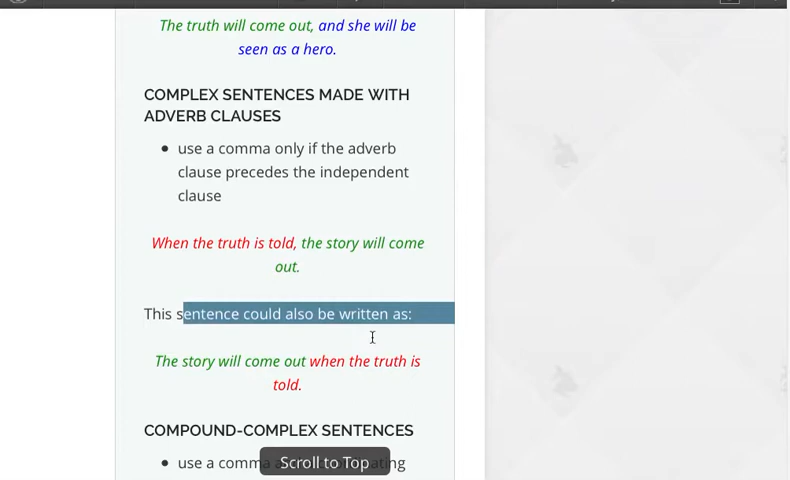 The truth will come out, and she will be
seen as a hero.
COMPLEX SENTENCES MADE WITH
ADVERB CLAUSES
• use a comma only if the adverb
clause precedes the independent
clause
When the truth is told, the story will come
out.
This sentence could also be written as:
The story will come out when the truth is
told.
COMPOUND-COMPLEX SENTENCES
• use a comma
Scroll to Top